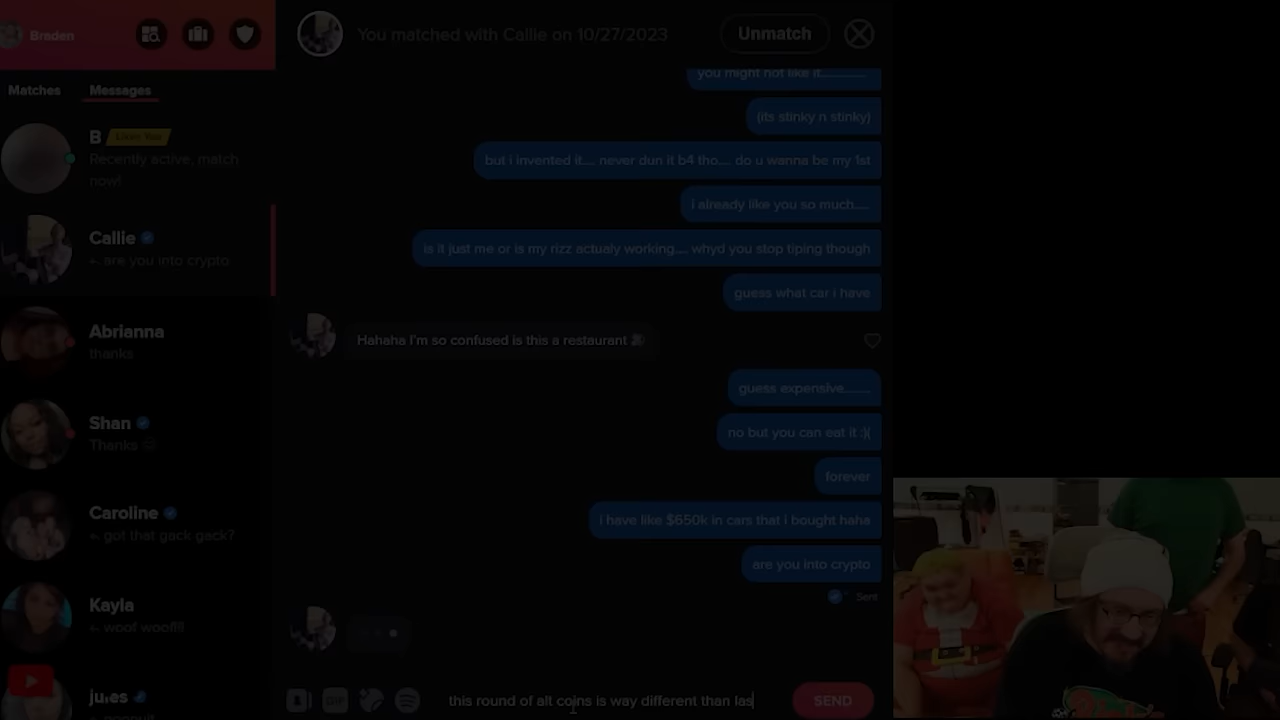 Braden
You matched with Callie on 10/27/2023
Unmatch
Matches
Messages
B
Likes You
Recently active, match
now!
Callie
are you into crypto
Abrianna
thanks
Shan
Thanks
Caroline
got that gack gack?
Kayla
woof woof!!!
you might not like it..............
(its stinky n stinky)
but i invented it.... never dun it b4 tho.... do u wanna be my 1st
i already like you so much.....
is it just me or is my rizz actualy working.... whyd you stop tiping though
guess what car i have
Hahaha I'm so confused is this a restaurant
guess expensive.........
no but you can eat it :)(
forever
i have like $650k in cars that i bought haha
are you into crypto
Sent
GIF
this round of alt coins is way different than las
SEND